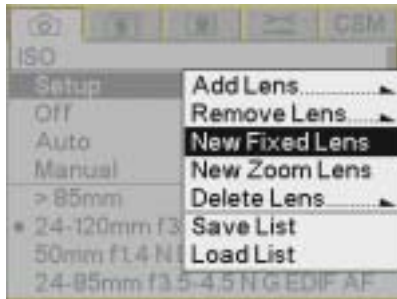 CSM
ISO
Setup
Off
Auto
Manual
> 85mm
24-120mm f3
50mm f1.4 N
24-85mm f3.5-4.5 N G EDIF AF
Add Lens
Remove Lens
New Fixed Lens
New Zoom Lens
Delete Lens
Save List
Load List